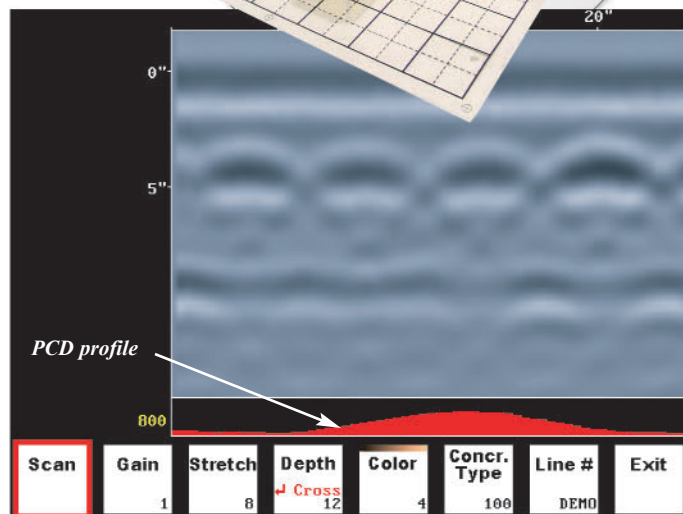 20"
0"
5"
PCD profile
800
Scan
Gain
1
Stretch
8
Depth
↵ Cross
12
Color
4
Concr.
Type
100
Line #
DEMO
Exit